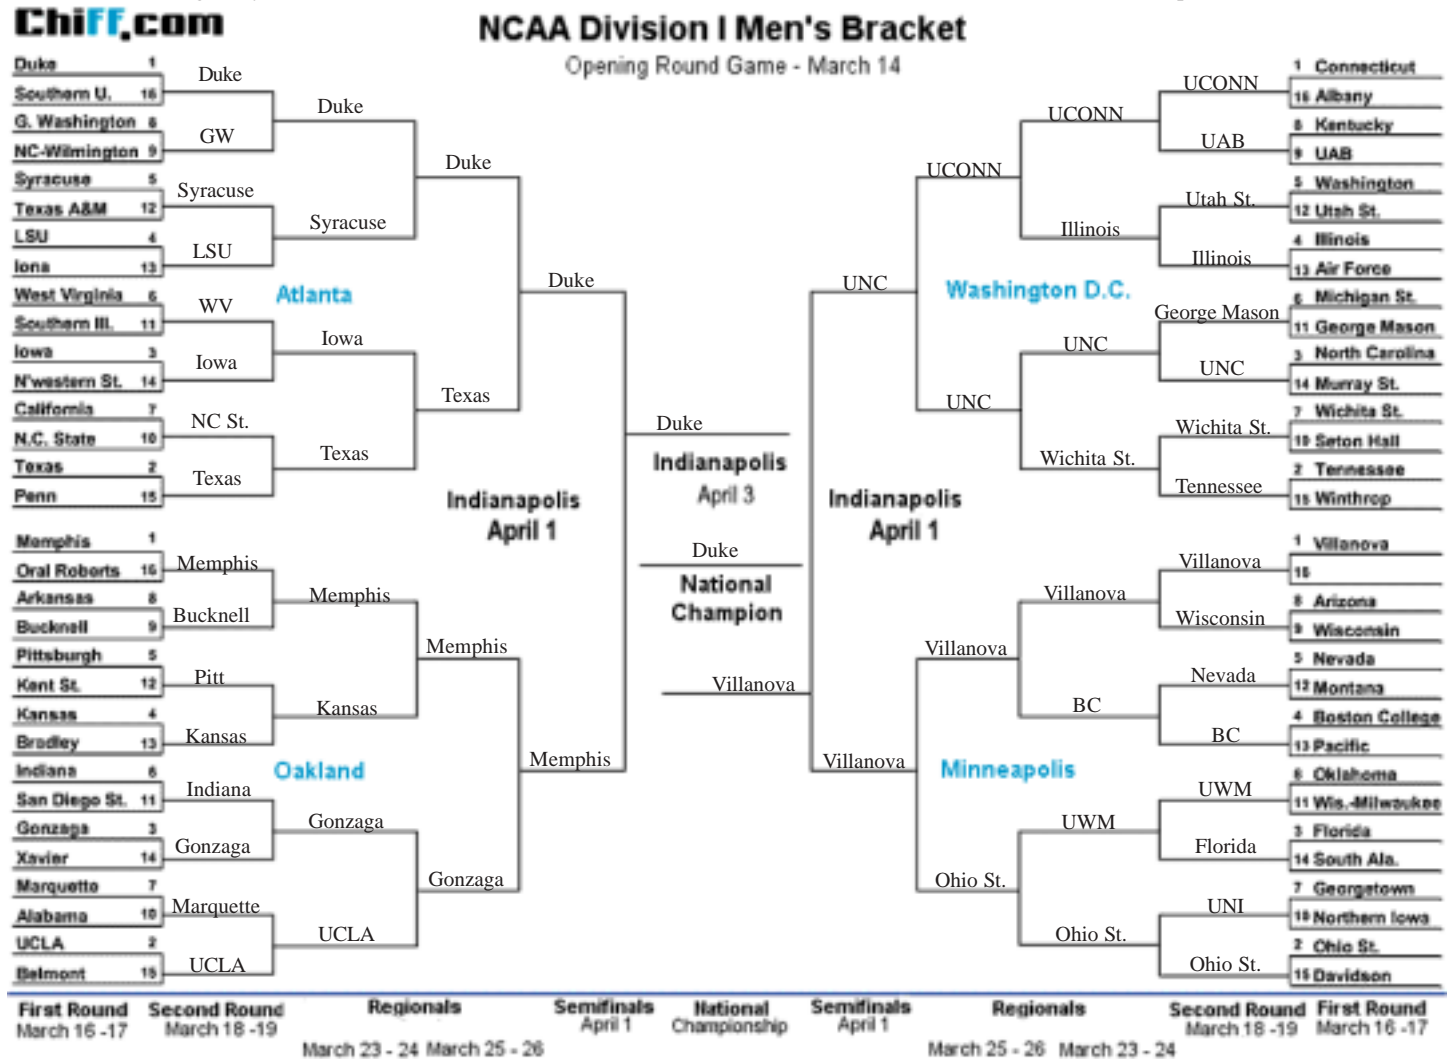 Chiff.com
NCAA Division I Men's Bracket
Opening Round Game - March 14
Duke 1
Southern U. 16
G. Washington 8
NC-Wilmington 9
Syracuse 5
Texas A&M 12
LSU 4
Iona 13
West Virginia 6
Southern Ill. 11
Iowa 3
N'western St. 14
California 7
N.C. State 10
Texas 2
Penn 15
Memphis 1
Oral Roberts 16
Arkansas 8
Bucknell 9
Pittsburgh 5
Kent St. 12
Kansas 4
Bradley 13
Indiana 6
San Diego St. 11
Gonzaga 3
Xavier 14
Marquette 7
Alabama 10
UCLA 2
Belmont 15
Duke
GW
Syracuse
LSU
WV
Iowa
NC St.
Texas
Memphis
Bucknell
Pitt
Kansas
Indiana
Gonzaga
Marquette
UCLA
Duke
Syracuse
Atlanta
Iowa
Texas
Memphis
Kansas
Oakland
Gonzaga
UCLA
Duke
Texas
Memphis
Gonzaga
Duke
Indianapolis
April 1
Memphis
Duke
Indianapolis
April 3
Duke
National
Champion
Villanova
UNC
Indianapolis
April 1
Villanova
UCONN
UNC
Villanova
Ohio St.
UCONN
Illinois
Washington D.C.
UNC
Wichita St.
Villanova
BC
Minneapolis
UWM
Ohio St.
UCONN
UAB
Utah St.
Illinois
George Mason
UNC
Wichita St.
Tennessee
Villanova
Wisconsin
Nevada
BC
UWM
Florida
UNI
Ohio St.
1 Connecticut
16 Albany
8 Kentucky
9 UAB
5 Washington
12 Utah St.
4 Illinois
13 Air Force
6 Michigan St.
11 George Mason
3 North Carolina
14 Murray St.
7 Wichita St.
10 Seton Hall
2 Tennessee
15 Winthrop
1 Villanova
16
8 Arizona
9 Wisconsin
5 Nevada
12 Montana
4 Boston College
13 Pacific
6 Oklahoma
11 Wis.-Milwaukee
3 Florida
14 South Ala.
7 Georgetown
10 Northern Iowa
2 Ohio St.
15 Davidson
First Round
March 16 -17
Second Round
March 18 -19
Regionals
March 23 - 24 March 25 - 26
Semifinals
April 1
National
Championship
Semifinals
April 1
Regionals
March 25 - 26 March 23 - 24
Second Round
March 18 -19
First Round
March 16 -17